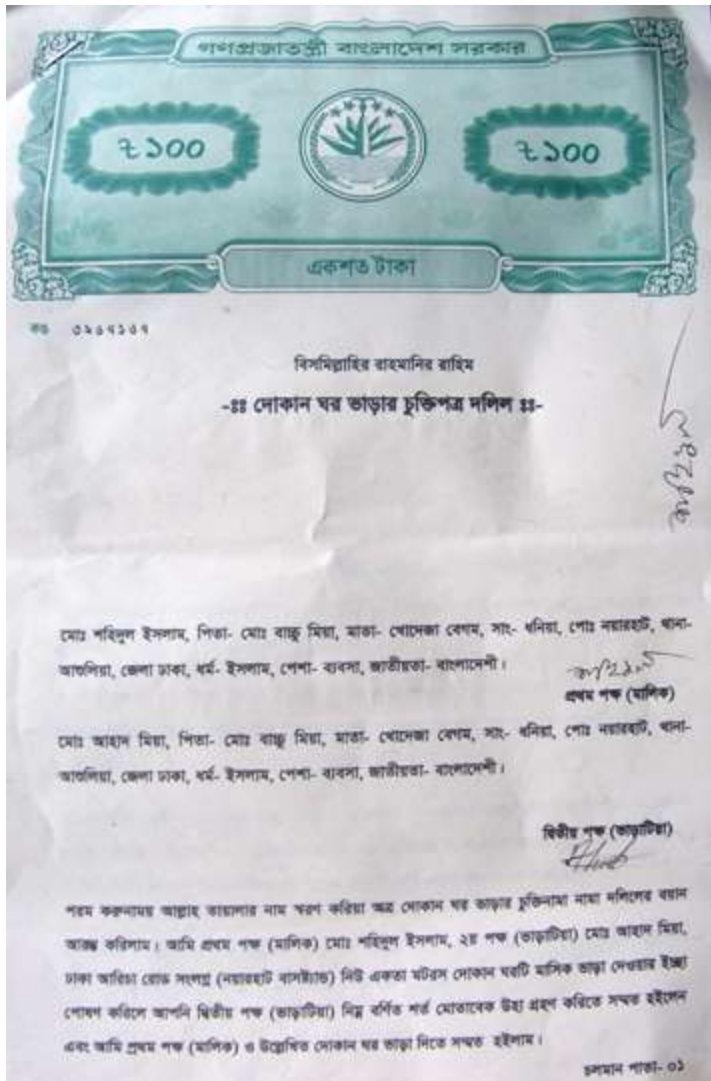 গণপ্রজাতন্ত্রী বাংলাদেশ সরকার
৳১০০ ৳১০০
একশত টাকা
কত
বিসমিল্লাহির রাহমানির রাহিম
-ঃঃ দোকান ঘর ভাড়ার চুক্তিপত্র দলিল ঃঃ-
মোঃ শহিদুল ইসলাম, পিতা- মোঃ বাচ্চু মিয়া, মাতা- খোদেজা বেগম, সাং- ধনিয়া, পোঃ নয়ারহাট, থানা-
আশুলিয়া, জেলা ঢাকা, ধর্ম- ইসলাম, পেশা- ব্যবসা, জাতীয়তা- বাংলাদেশী।
প্রথম পক্ষ (মালিক)
মোঃ আহাদ মিয়া, পিতা- মোঃ বাচ্চু মিয়া, মাতা- খোদেজা বেগম, সাং- ধনিয়া, পোঃ নয়ারহাট, থানা-
আশুলিয়া, জেলা ঢাকা, ধর্ম- ইসলাম, পেশা- ব্যবসা, জাতীয়তা- বাংলাদেশী।
দ্বিতীয় পক্ষ (ভাড়াটিয়া)
পরম করুনাময় আল্লাহ তায়ালার নাম স্মরণ করিয়া অত্র দোকান ঘর ভাড়ার চুক্তিনামা নামা দলিলের বয়ান
আরম্ভ করিলাম। আমি প্রথম পক্ষ (মালিক) মোঃ শহিদুল ইসলাম, ২য় পক্ষ (ভাড়াটিয়া) মোঃ আহাদ মিয়া,
ঢাকা আরিচা রোড সংলগ্ন (নয়ারহাট বাসষ্ট্যান্ড) নিউ একতা মটরস দোকান ঘরটি মাসিক ভাড়া দেওয়ার ইচ্ছা
পোষণ করিলে আপনি দ্বিতীয় পক্ষ (ভাড়াটিয়া) নিম্ন বর্ণিত শর্ত মোতাবেক উহা গ্রহণ করিতে সম্মত হইলেন
এবং আমি প্রথম পক্ষ (মালিক) ও উল্লেখিত দোকান ঘর ভাড়া দিতে সম্মত হইলাম।
চলমান পাতা- ০১